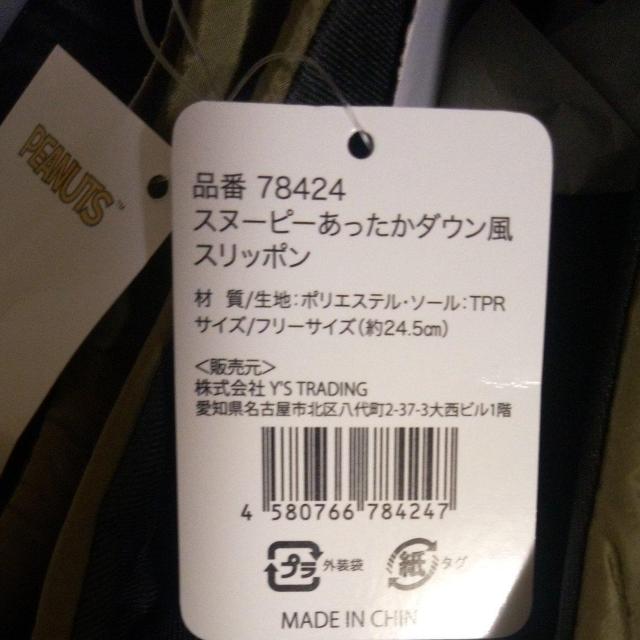 PEANUTS™
品番 78424
スヌーピーあったかダウン風
スリッポン
材 質/生地:ポリエステル・ソール:TPR
サイズ/フリーサイズ(約24.5㎝)
<販売元>
株式会社 Y'S TRADING
愛知県名古屋市北区八代町2-37-3大西ビル1階
4 580766 784247
プラ 外装袋 紙 タグ
MADE IN CHIN